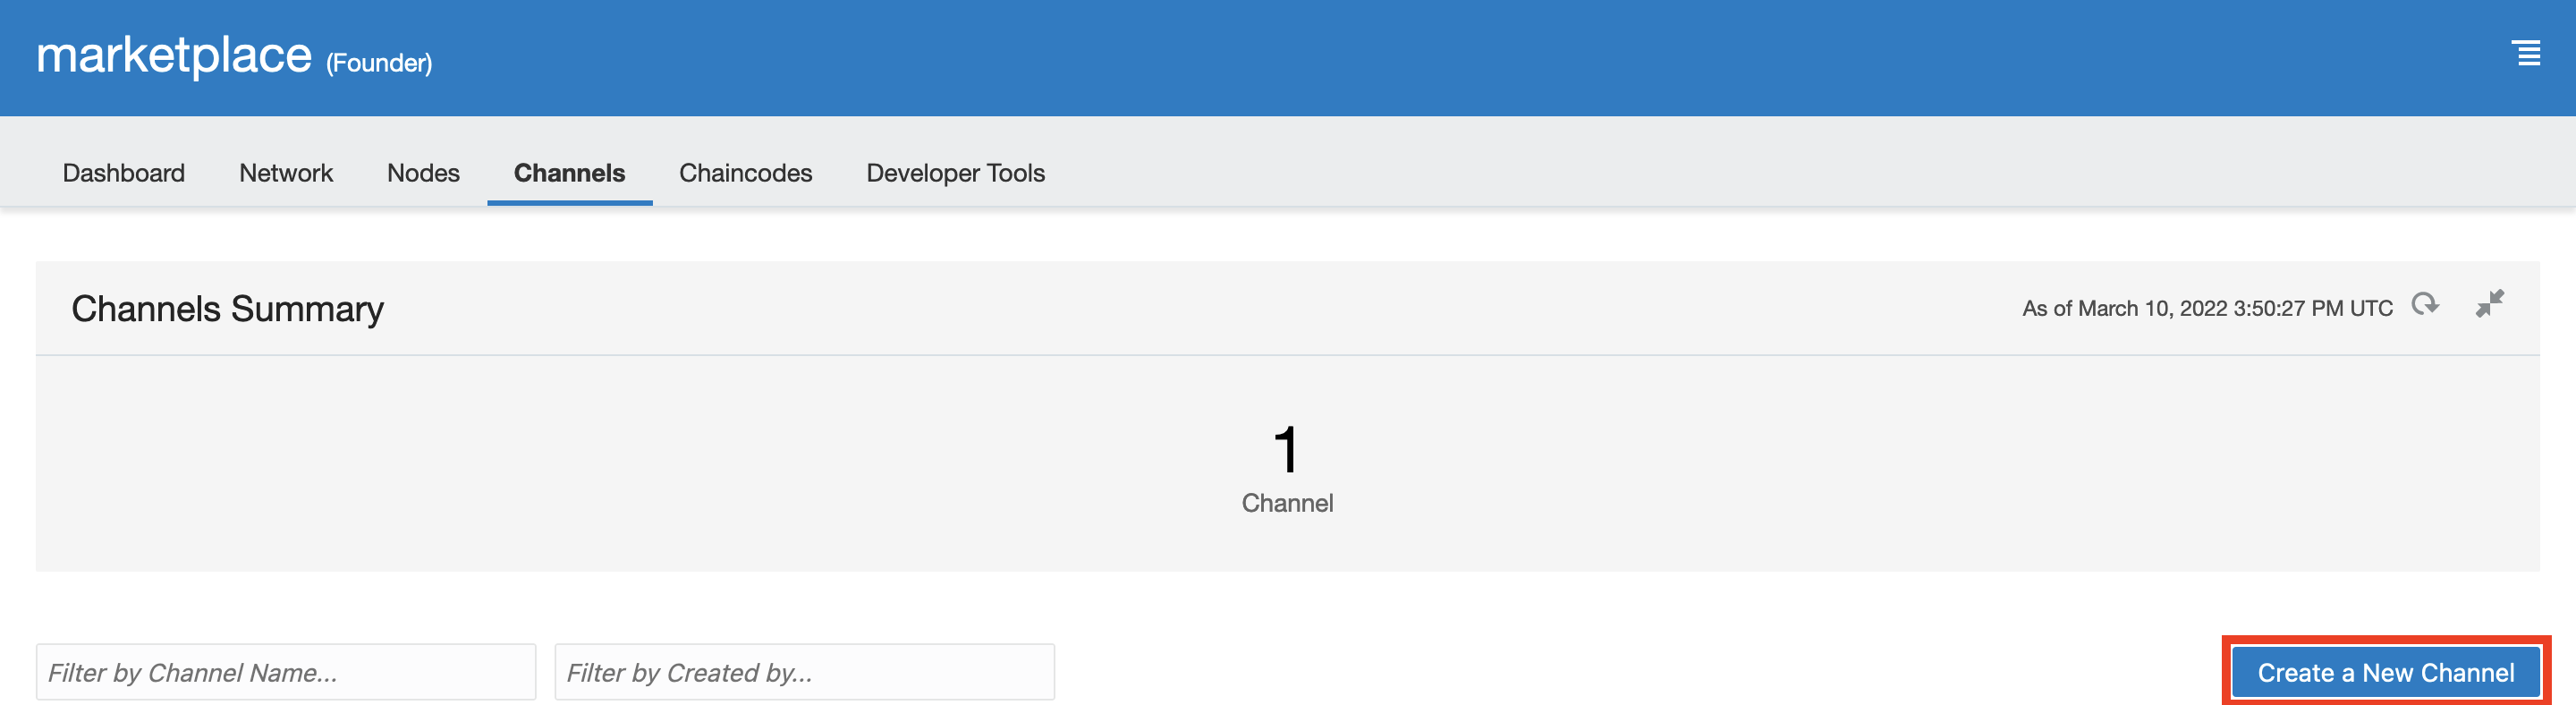 marketplace (Founder)
Dashboard Network Nodes Channels Chaincodes Developer Tools
Channels Summary As of March 10, 2022 3:50:27 PM UTC
1
Channel
Filter by Channel Name... Filter by Created by... Create a New Channel